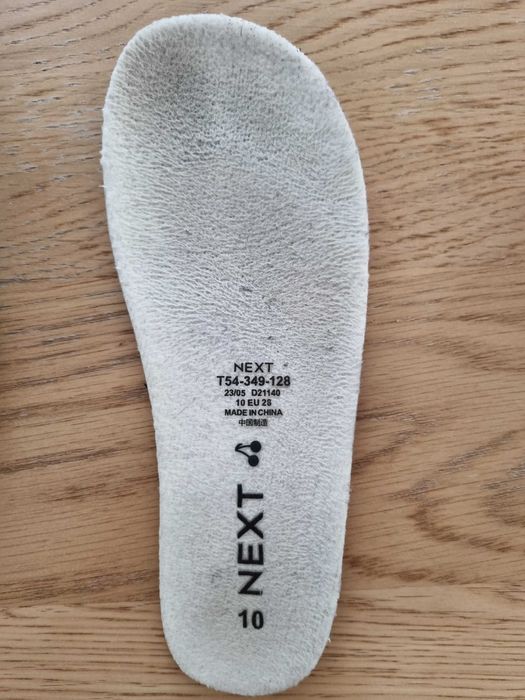 NEXT
T54-349-128
23/05 D21140
10 EU 28
MADE IN CHINA
中国制造
NEXT
10